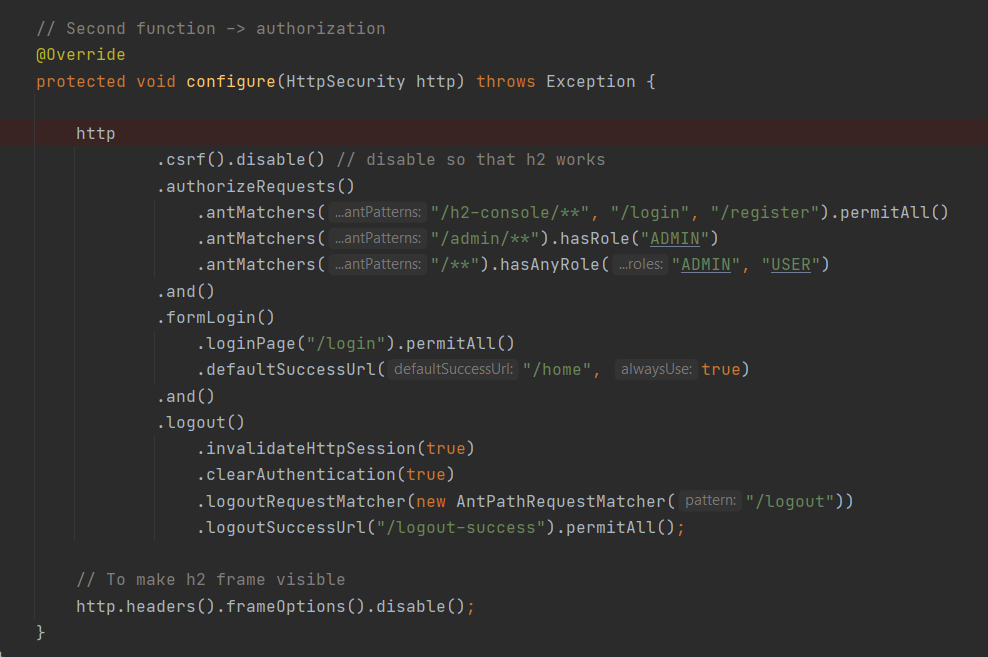 // Second function -> authorization
@Override
protected void configure(HttpSecurity http) throws Exception {
http
.csrf().disable() // disable so that h2 works
.authorizeRequests()
.antMatchers( ...antPatterns: "/h2-console/**", "/login", "/register").permitAll()
.antMatchers( ...antPatterns: "/admin/**").hasRole("ADMIN")
.antMatchers( ...antPatterns: "/**").hasAnyRole( ...roles: "ADMIN", "USER")
.and()
.formLogin()
.loginPage("/login").permitAll()
.defaultSuccessUrl( defaultSuccessUrl: "/home", alwaysUse: true)
.and()
.logout()
.invalidateHttpSession(true)
.clearAuthentication(true)
.logoutRequestMatcher(new AntPathRequestMatcher( pattern: "/logout"))
.logoutSuccessUrl("/logout-success").permitAll();
// To make h2 frame visible
http.headers().frameOptions().disable();
}